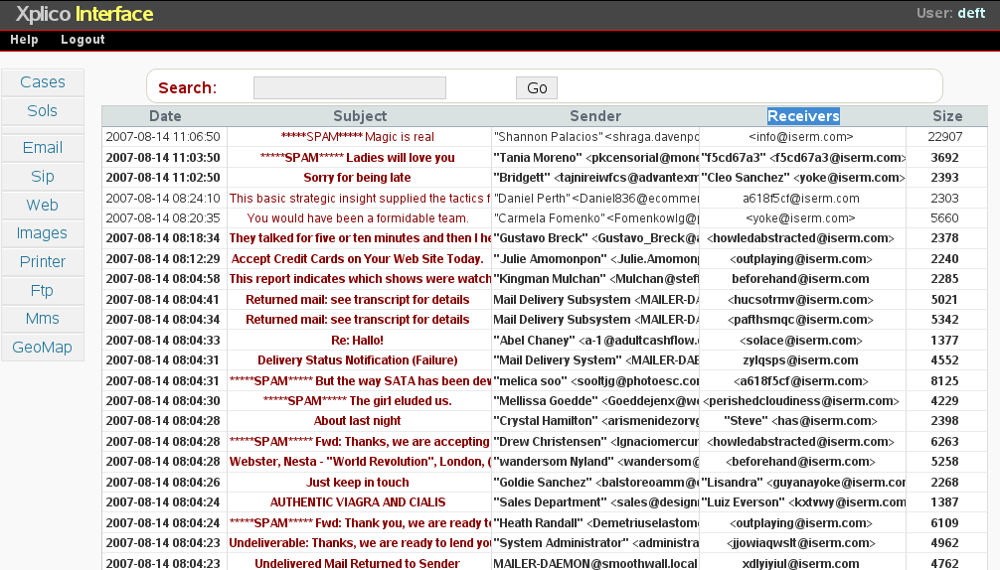 Xplico Interface User: deft
Help Logout
Cases
Sols
Email
Sip
Web
Images
Printer
Ftp
Mms
GeoMap
Search: Go
Date Subject Sender Receivers Size
2007-08-14 11:06:50 *****SPAM***** Magic is real "Shannon Palacios" <shraga.davenpo <info@iserm.com> 22907
2007-08-14 11:03:50 *****SPAM***** Ladies will love you "Tania Moreno" <pkcensorial@mone "f5cd67a3" <f5cd67a3@iserm.com> 3692
2007-08-14 11:02:50 Sorry for being late "Bridgett" <tajnireiwfcs@advantexm "Cleo Sanchez" <yoke@iserm.com> 2393
2007-08-14 08:24:10 This basic strategic insight supplied the tactics f "Daniel Perth" <Daniel836@ecomme a618f5cf@iserm.com 2303
2007-08-14 08:20:35 You would have been a formidable team. "Carmela Fomenko" <Fomenkowlg@p <yoke@iserm.com> 5660
2007-08-14 08:18:34 They talked for five or ten minutes and then I he "Gustavo Breck" <Gustavo_Breck@a <howledabstracted@iserm.com> 2378
2007-08-14 08:12:29 Accept Credit Cards on Your Web Site Today. "Julie Amomonpon" <Julie.Amomonp <outplaying@iserm.com> 2240
2007-08-14 08:04:58 This report indicates which shows were watch "Kingman Mulchan" <Mulchan@steff beforehand@iserm.com 2285
2007-08-14 08:04:41 Returned mail: see transcript for details Mail Delivery Subsystem <MAILER-DA <hucsotrmv@iserm.com> 5021
2007-08-14 08:04:34 Returned mail: see transcript for details Mail Delivery Subsystem <MAILER-DA <pafthsmqc@iserm.com> 5342
2007-08-14 08:04:33 Re: Hallo! "Abel Chaney" <a-1@adultcashflow. <solace@iserm.com> 1377
2007-08-14 08:04:31 Delivery Status Notification (Failure) "Mail Delivery System" <MAILER-DAE zylqsps@iserm.com 4552
2007-08-14 08:04:31 *****SPAM***** But the way SATA has been dev "melica soo" <sooltjg@photoesc.con <a618f5cf@iserm.com> 8125
2007-08-14 08:04:30 *****SPAM***** The girl eluded us. "Mellissa Goedde" <Goeddejenx@we <perishedcloudiness@iserm.com> 4229
2007-08-14 08:04:28 About last night "Crystal Hamilton" <arismenidezorvg "Steve" <has@iserm.com> 2398
2007-08-14 08:04:28 *****SPAM***** Fwd: Thanks, we are accepting "Drew Christensen" <Ignaciomercur <howledabstracted@iserm.com> 6263
2007-08-14 08:04:28 Webster, Nesta - "World Revolution", London, ( "wandersom Nyland" <wandersom@ <beforehand@iserm.com> 5258
2007-08-14 08:04:26 Just keep in touch "Goldie Sanchez" <balstoreoamm@c "Lisandra" <guyanayoke@iserm.com 2268
2007-08-14 08:04:24 AUTHENTIC VIAGRA AND CIALIS "Sales Department" <sales@design "Luiz Everson" <kxtvwy@iserm.com 1387
2007-08-14 08:04:24 *****SPAM***** Fwd: Thank you, we are ready t "Heath Randall" <Demetriuselastom <outplaying@iserm.com> 6109
2007-08-14 08:04:23 Undeliverable: Thanks, we are ready to lend you "System Administrator" <administra <jjowiaqwslt@iserm.com> 4962
2007-08-14 08:04:23 Undelivered Mail Returned to Sender MAILER-DAEMON@smoothwall.local xdlyiyiul@iserm.com 4762